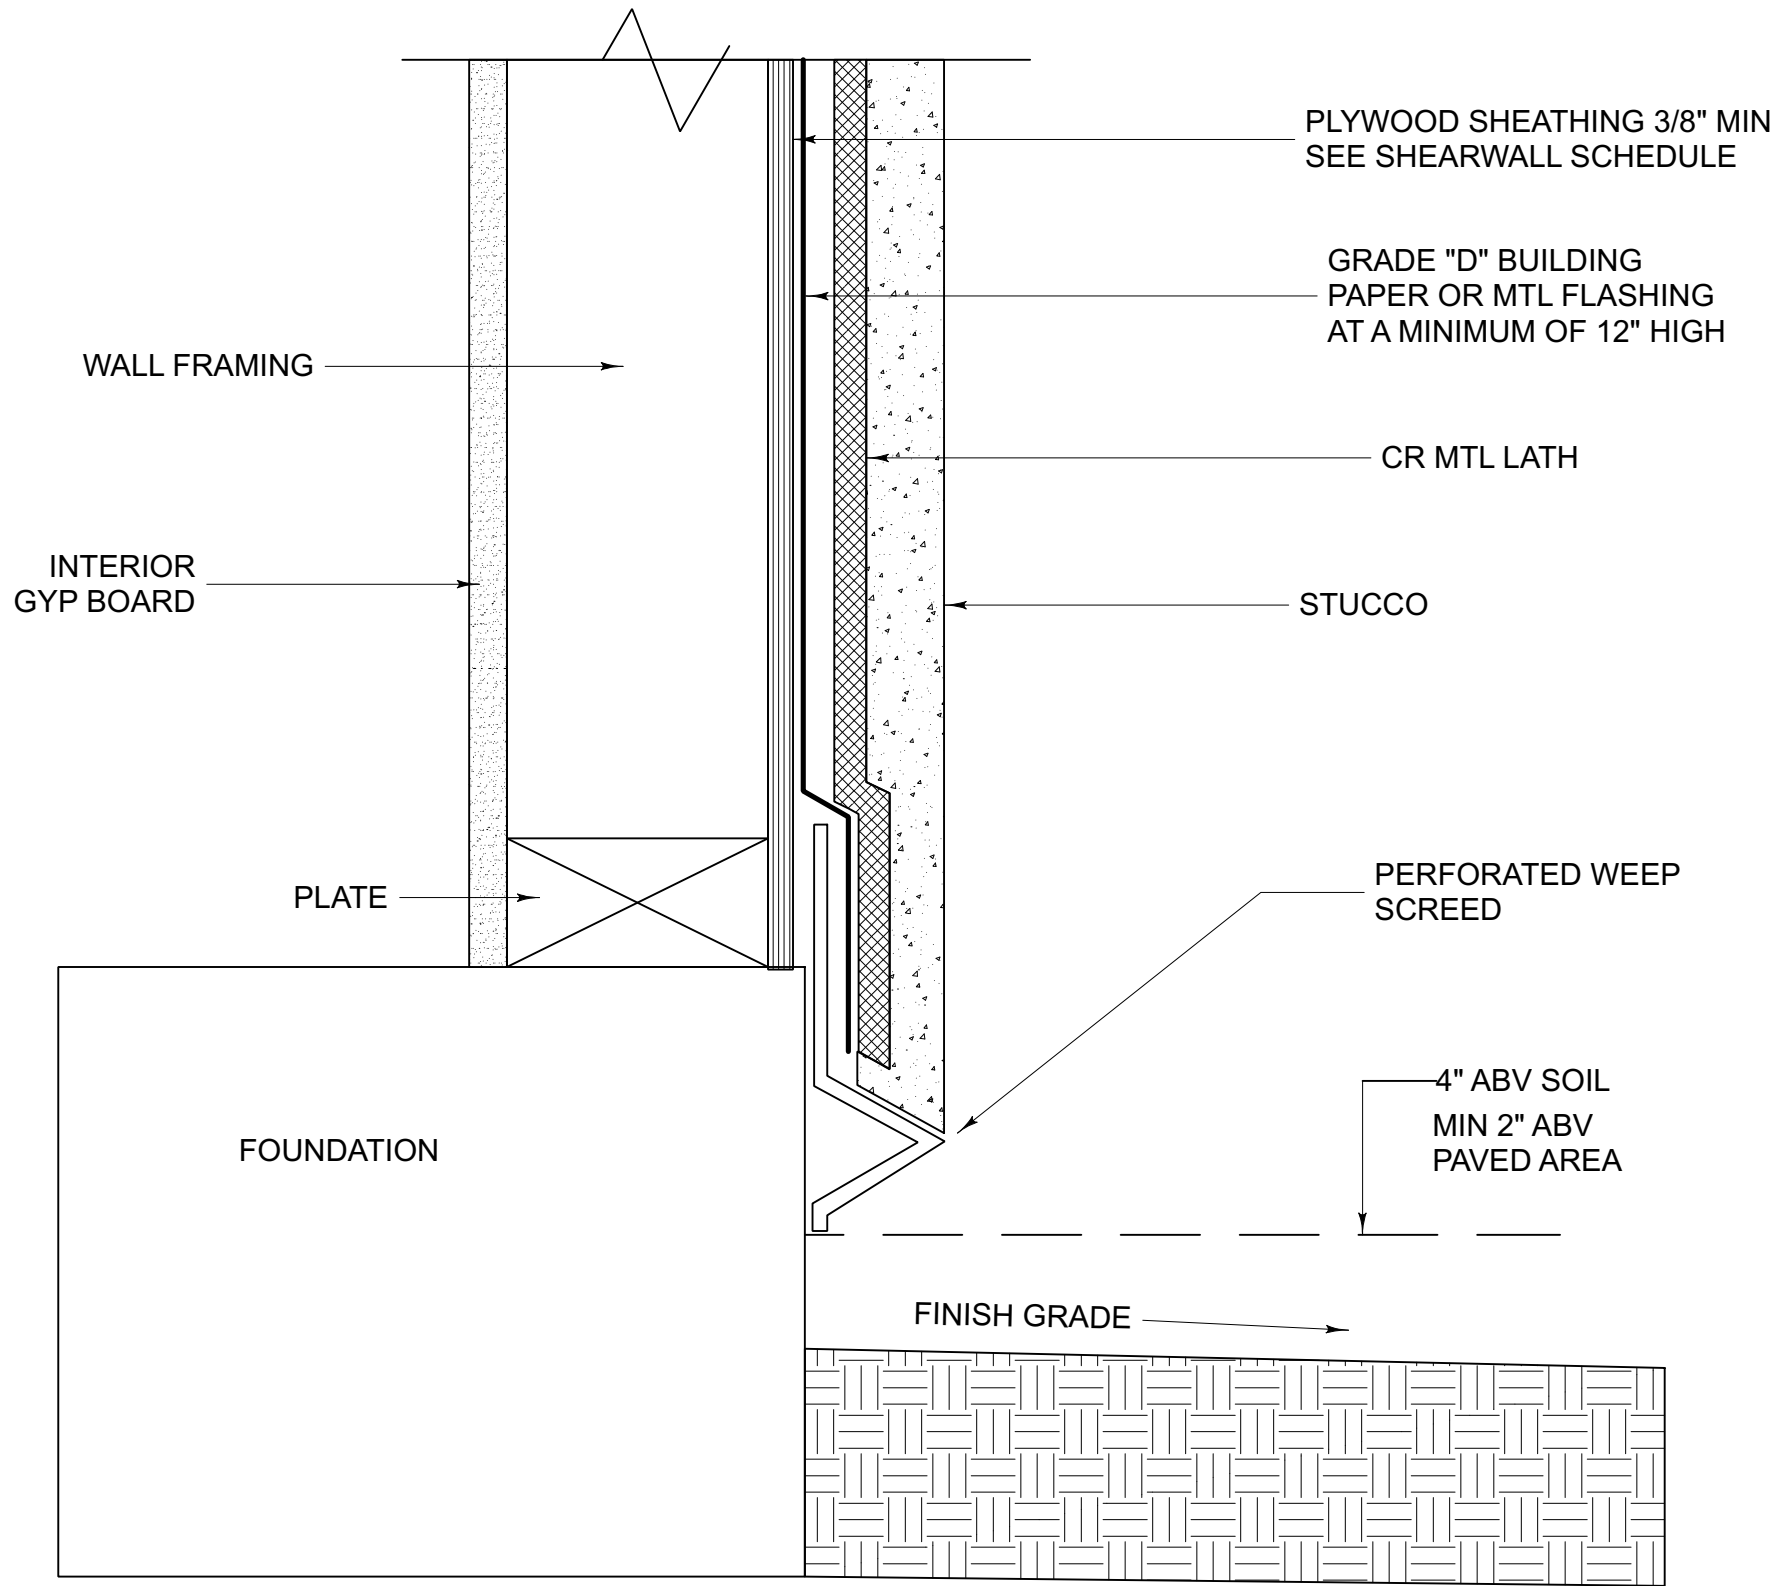 PLYWOOD SHEATHING 3/8" MIN
SEE SHEARWALL SCHEDULE
GRADE "D" BUILDING
PAPER OR MTL FLASHING
AT A MINIMUM OF 12" HIGH
WALL FRAMING
CR MTL LATH
INTERIOR
GYP BOARD
STUCCO
PLATE
PERFORATED WEEP
SCREED
4" ABV SOIL
MIN 2" ABV
PAVED AREA
FOUNDATION
FINISH GRADE